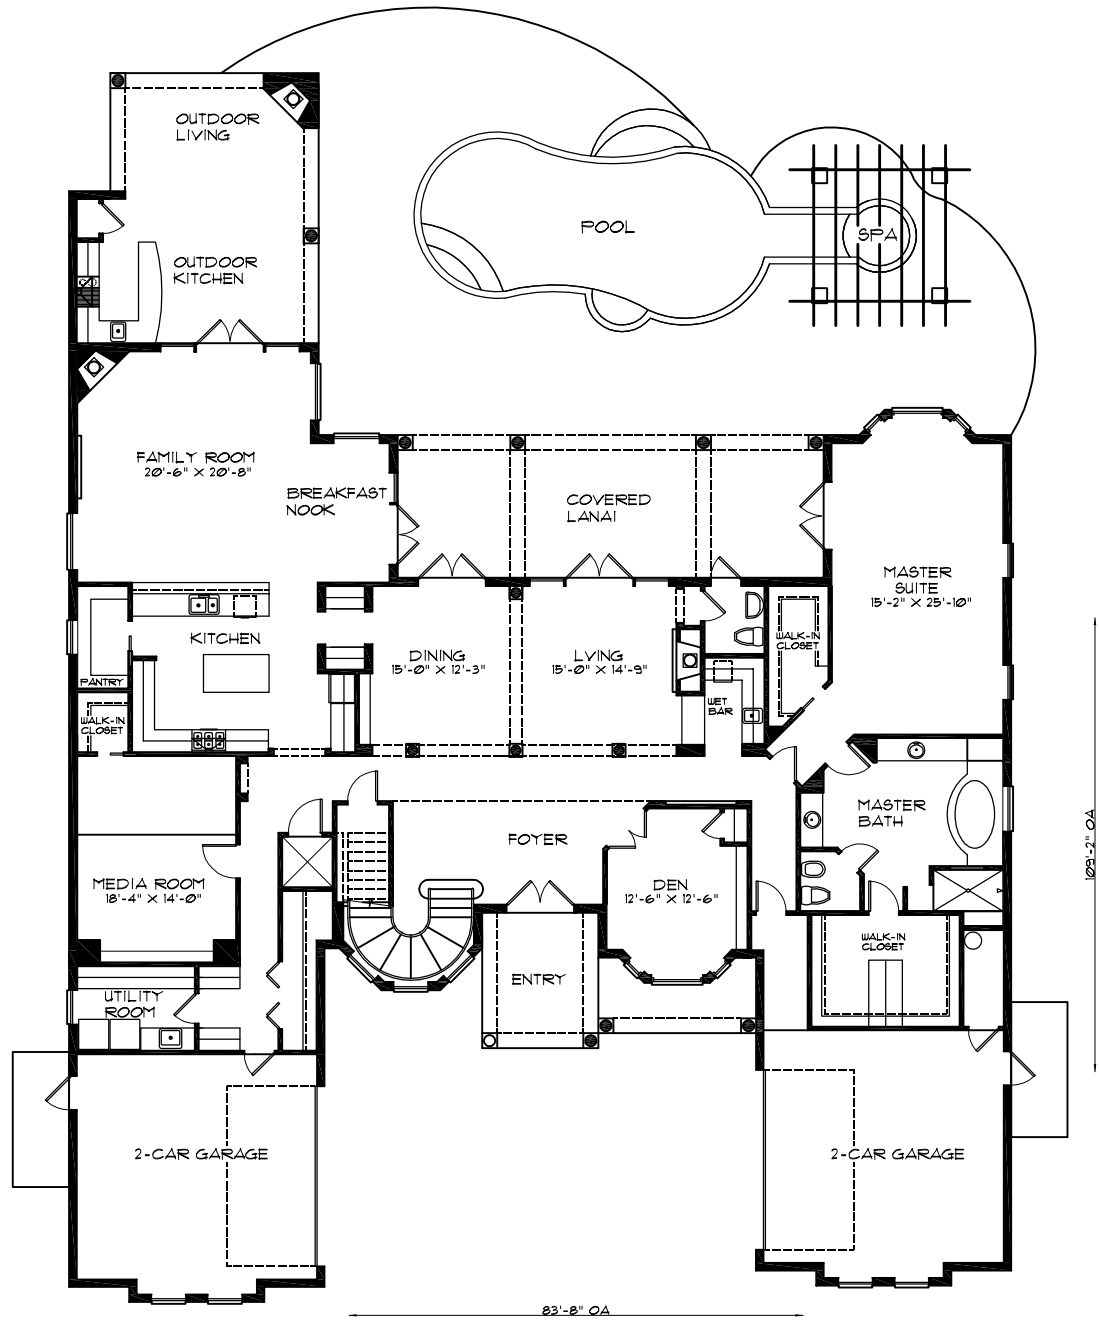 OUTDOOR
LIVING
POOL
SPA
OUTDOOR
KITCHEN
FAMILY ROOM
20'-6" X 20'-8"
BREAKFAST
NOOK
COVERED
LANAI
MASTER
SUITE
15'-2" X 25'-10"
KITCHEN
WALK-IN
CLOSET
DINING
15'-0" X 12'-3"
LVING
15'-0" X 14'-9"
PANTRY
WET
BAR
WALK-IN
CLOSET
MASTER
BATH
FOYER
109'-2" OA
MEDIA ROOM
18'-4" X 14'-0"
DEN
12'-6" X 12'-6"
WALK-IN
CLOSET
ENTRY
UTILITY
ROOM
2-CAR GARAGE
2-CAR GARAGE
83'-8" OA